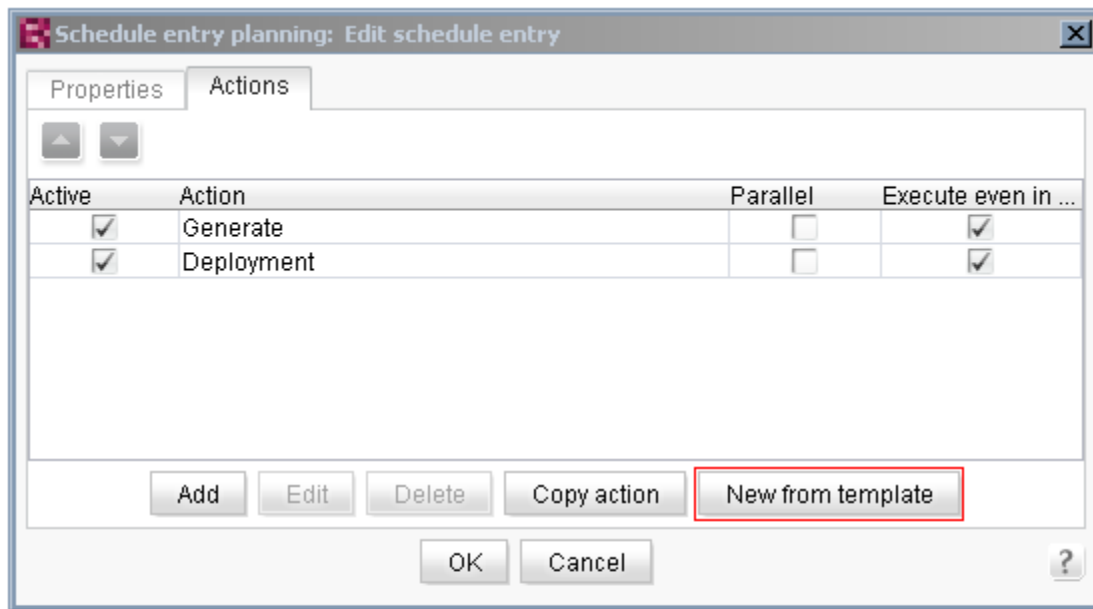 Schedule entry planning: Edit schedule entry
Properties Actions
Active Action Parallel Execute even in ...
Generate
Deployment
Add Edit Delete Copy action New from template
OK Cancel ?